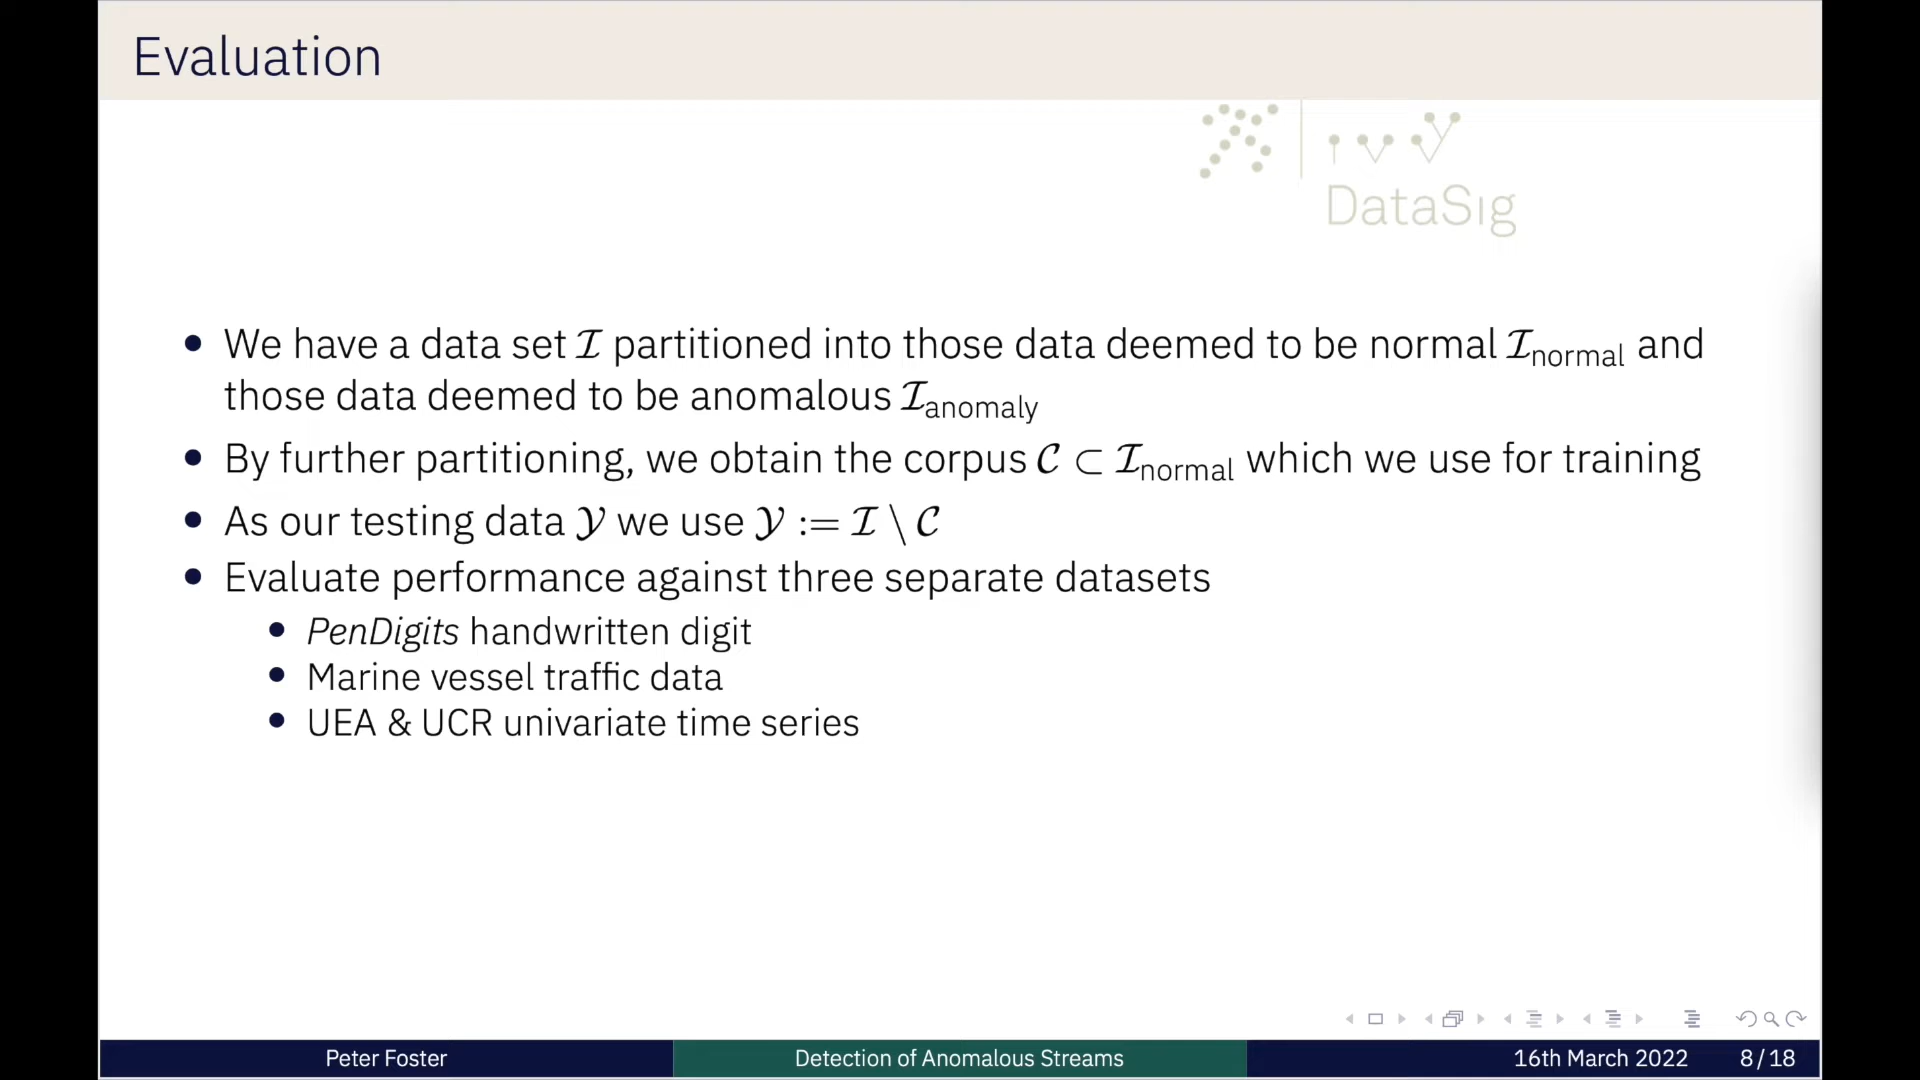 Evaluation
DataSig
• We have a data set 𝓘 partitioned into those data deemed to be normal 𝓘normal and
those data deemed to be anomalous 𝓘anomaly
• By further partitioning, we obtain the corpus 𝓒 ⊂ 𝓘normal which we use for training
• As our testing data 𝓨 we use 𝓨 := 𝓘 \ 𝓒
• Evaluate performance against three separate datasets
• PenDigits handwritten digit
• Marine vessel traffic data
• UEA & UCR univariate time series
Peter Foster
Detection of Anomalous Streams
16th March 2022
8/18